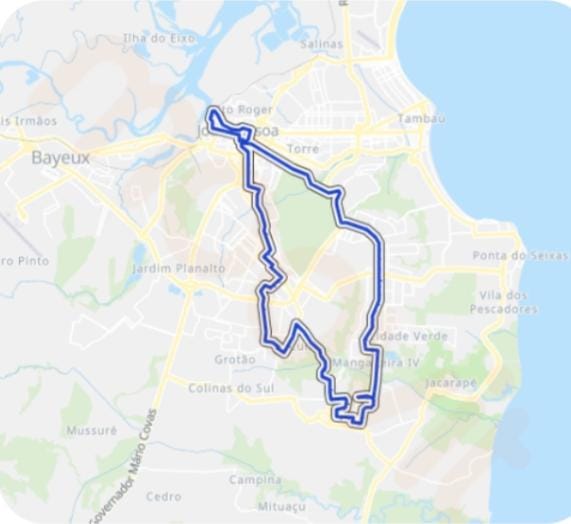 Ilha do Eixo
Salinas
to Roger
is Irmãos
Tambaú
Jo
soa
Torre
Bayeux
Ponta do Seixas
ro Pinto
Jardim Planalto
Vila dos
Pescadores
idade Verde
Grotão
Mangabeira IV
Jacarapé
Colinas do Sul
Governador Mário Covas
Mussuré
Campina
Cedro
Mituaçu